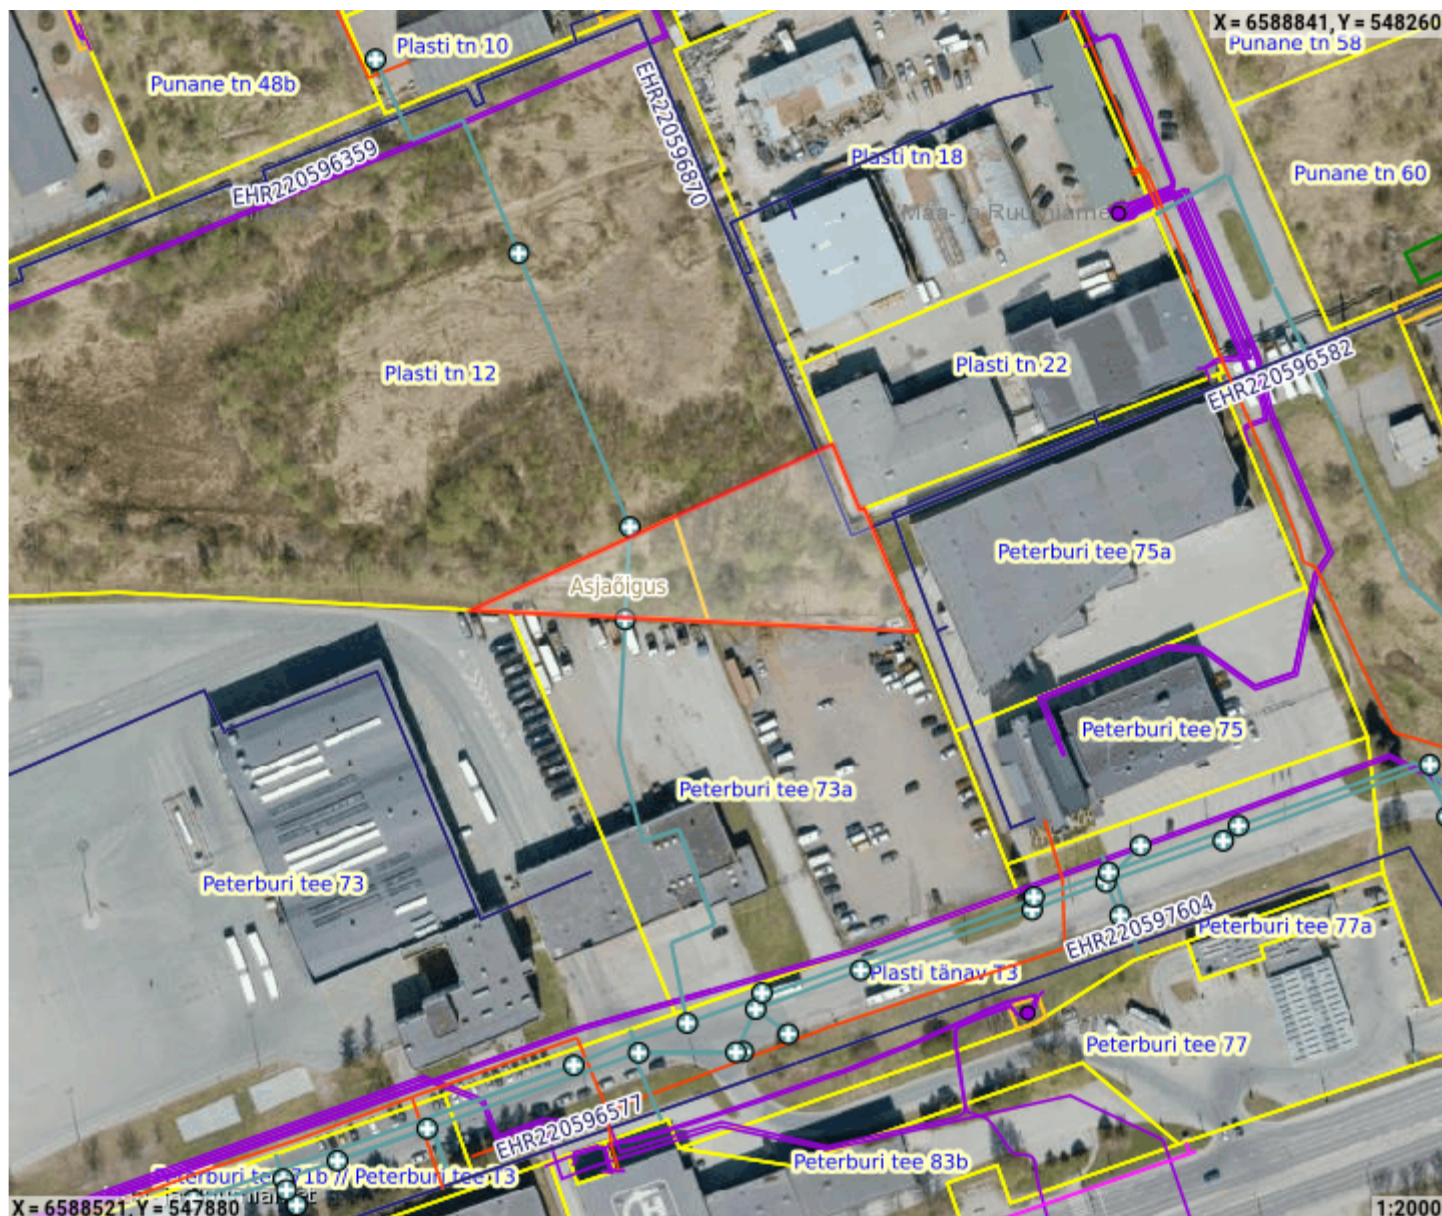 X = 6588841, Y = 548260
Plasti tn 10
Punane tn 58
Punane tn 48b
EHR220596359
EHR220596870
Plasti tn 18
Punane tn 60
Plasti tn 12
Plasti tn 22
EHR220596582
Peterburi tee 75a
Asjaõigus
Peterburi tee 75
Peterburi tee 73a
Peterburi tee 73
EHR220597604
Peterburi tee 77a
Plasti tänav T3
Peterburi tee 77
EHR220596577
Peterburi tee 83b
Peterburi tee 71b // Peterburi tee T3
X = 6588521, Y = 547880
1:2000